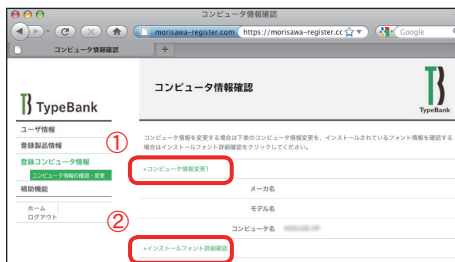 コンピュータ情報確認
morisawa-register.com
https://morisawa-register.cc
Google
コンピュータ情報確認
TypeBank
コンピュータ情報確認
TypeBank
ユーザ情報
登録製品情報
登録コンピュータ情報
コンピュータ情報の確認・変更
補助機能
ホーム
ログアウト
①
コンピュータ情報を変更する場合は下表のコンピュータ情報変更を、インストールされているフォント情報を確認する
場合はインストールフォント詳細確認をクリックしてください。
»コンピュータ情報変更1
メーカ名
モデル名
コンピュータ名
②
»インストールフォント詳細確認